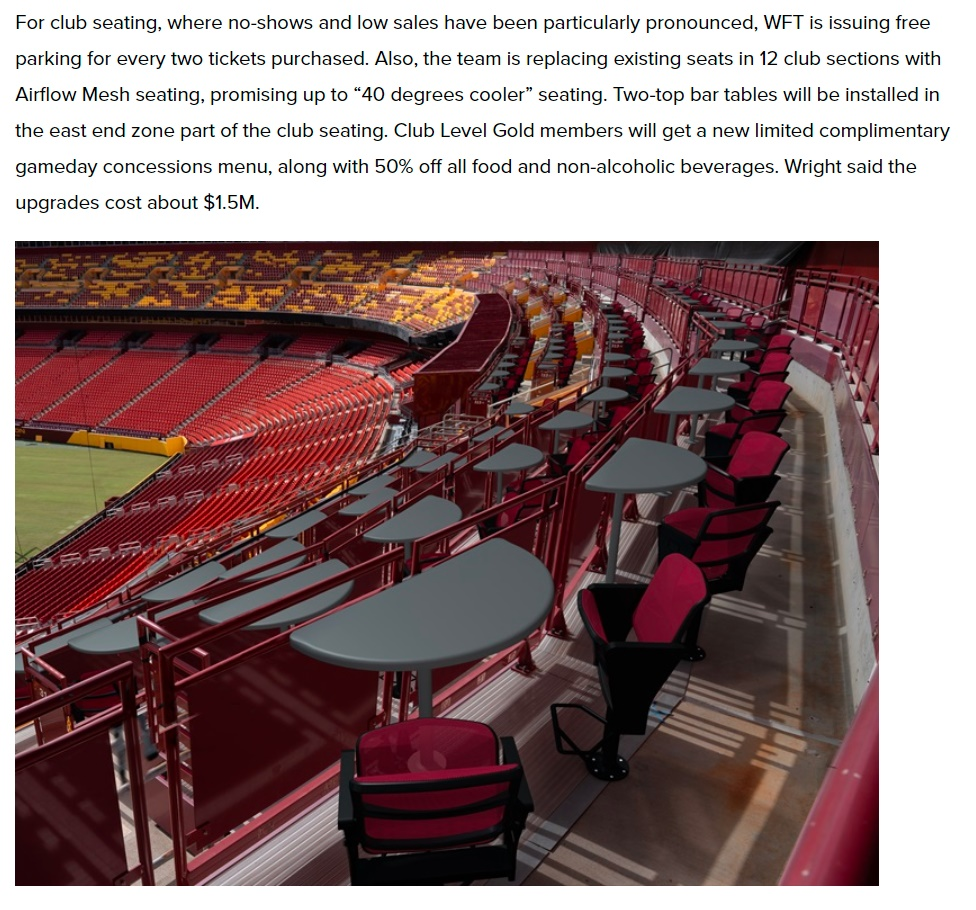 For club seating, where no-shows and low sales have been particularly pronounced, WFT is issuing free
parking for every two tickets purchased. Also, the team is replacing existing seats in 12 club sections with
Airflow Mesh seating, promising up to “40 degrees cooler” seating. Two-top bar tables will be installed in
the east end zone part of the club seating. Club Level Gold members will get a new limited complimentary
gameday concessions menu, along with 50% off all food and non-alcoholic beverages. Wright said the
upgrades cost about $1.5M.